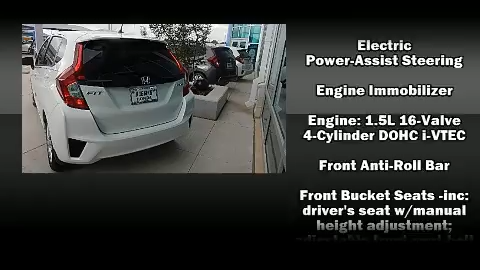 FIT
Electric
Power-Assist Steering
Engine Immobilizer
Engine: 1.5L 16-Valve
4-Cylinder DOHC i-VTEC
Front Anti-Roll Bar
Front Bucket Seats -inc:
driver's seat w/manual
height adjustment;